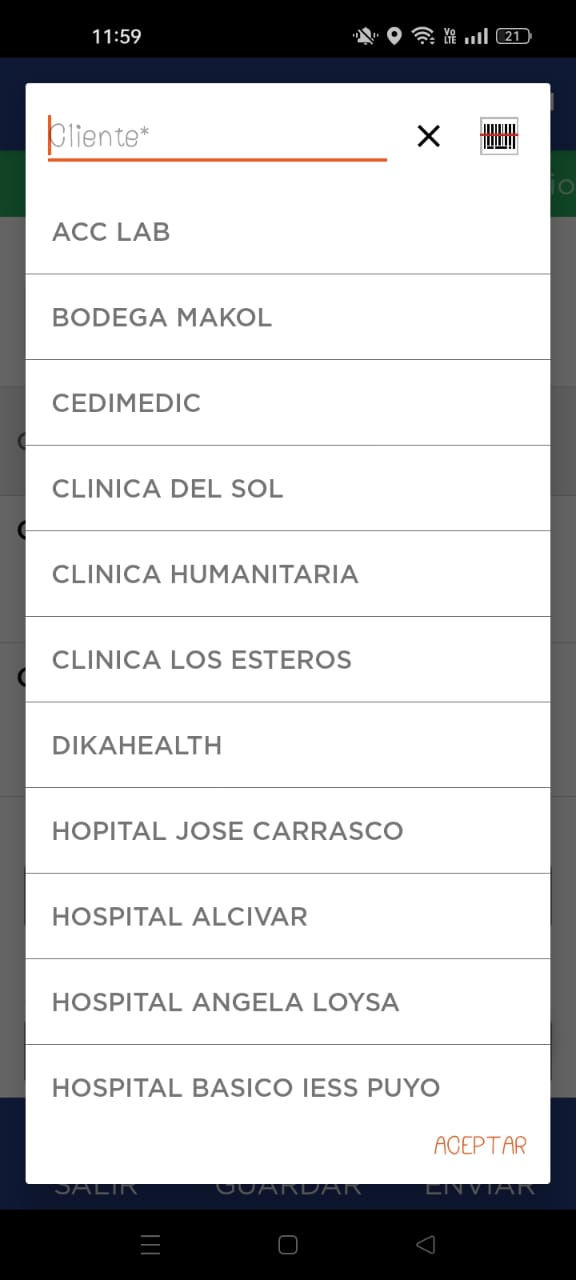 11:59
Vo LTE
21
Cliente*
ACC LAB
BODEGA MAKOL
CEDIMEDIC
CLINICA DEL SOL
CLINICA HUMANITARIA
CLINICA LOS ESTEROS
DIKAHEALTH
HOPITAL JOSE CARRASCO
HOSPITAL ALCIVAR
HOSPITAL ANGELA LOYSA
HOSPITAL BASICO IESS PUYO
ACEPTAR
SALIR GUARDAR ENVIAR